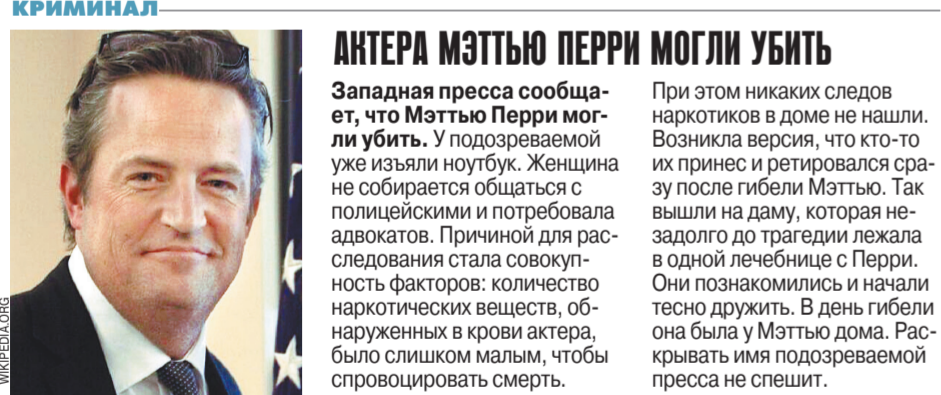 КРИМИНАЛ
АКТЕРА МЭТТЬЮ ПЕРРИ МОГЛИ УБИТЬ
Западная пресса сообща-
ет, что Мэттью Перри мог-
ли убить. У подозреваемой
уже изъяли ноутбук. Женщина
не собирается общаться с
полицейскими и потребовала
адвокатов. Причиной для рас-
следования стала совокуп-
ность факторов: количество
наркотических веществ, об-
наруженных в крови актера,
было слишком малым, чтобы
спровоцировать смерть.
При этом никаких следов
наркотиков в доме не нашли.
Возникла версия, что кто-то
их принес и ретировался сра-
зу после гибели Мэттью. Так
вышли на даму, которая не-
задолго до трагедии лежала
в одной лечебнице с Перри.
Они познакомились и начали
тесно дружить. В день гибели
она была у Мэттью дома. Рас-
крывать имя подозреваемой
пресса не спешит.
WIKIPEDIA.ORG